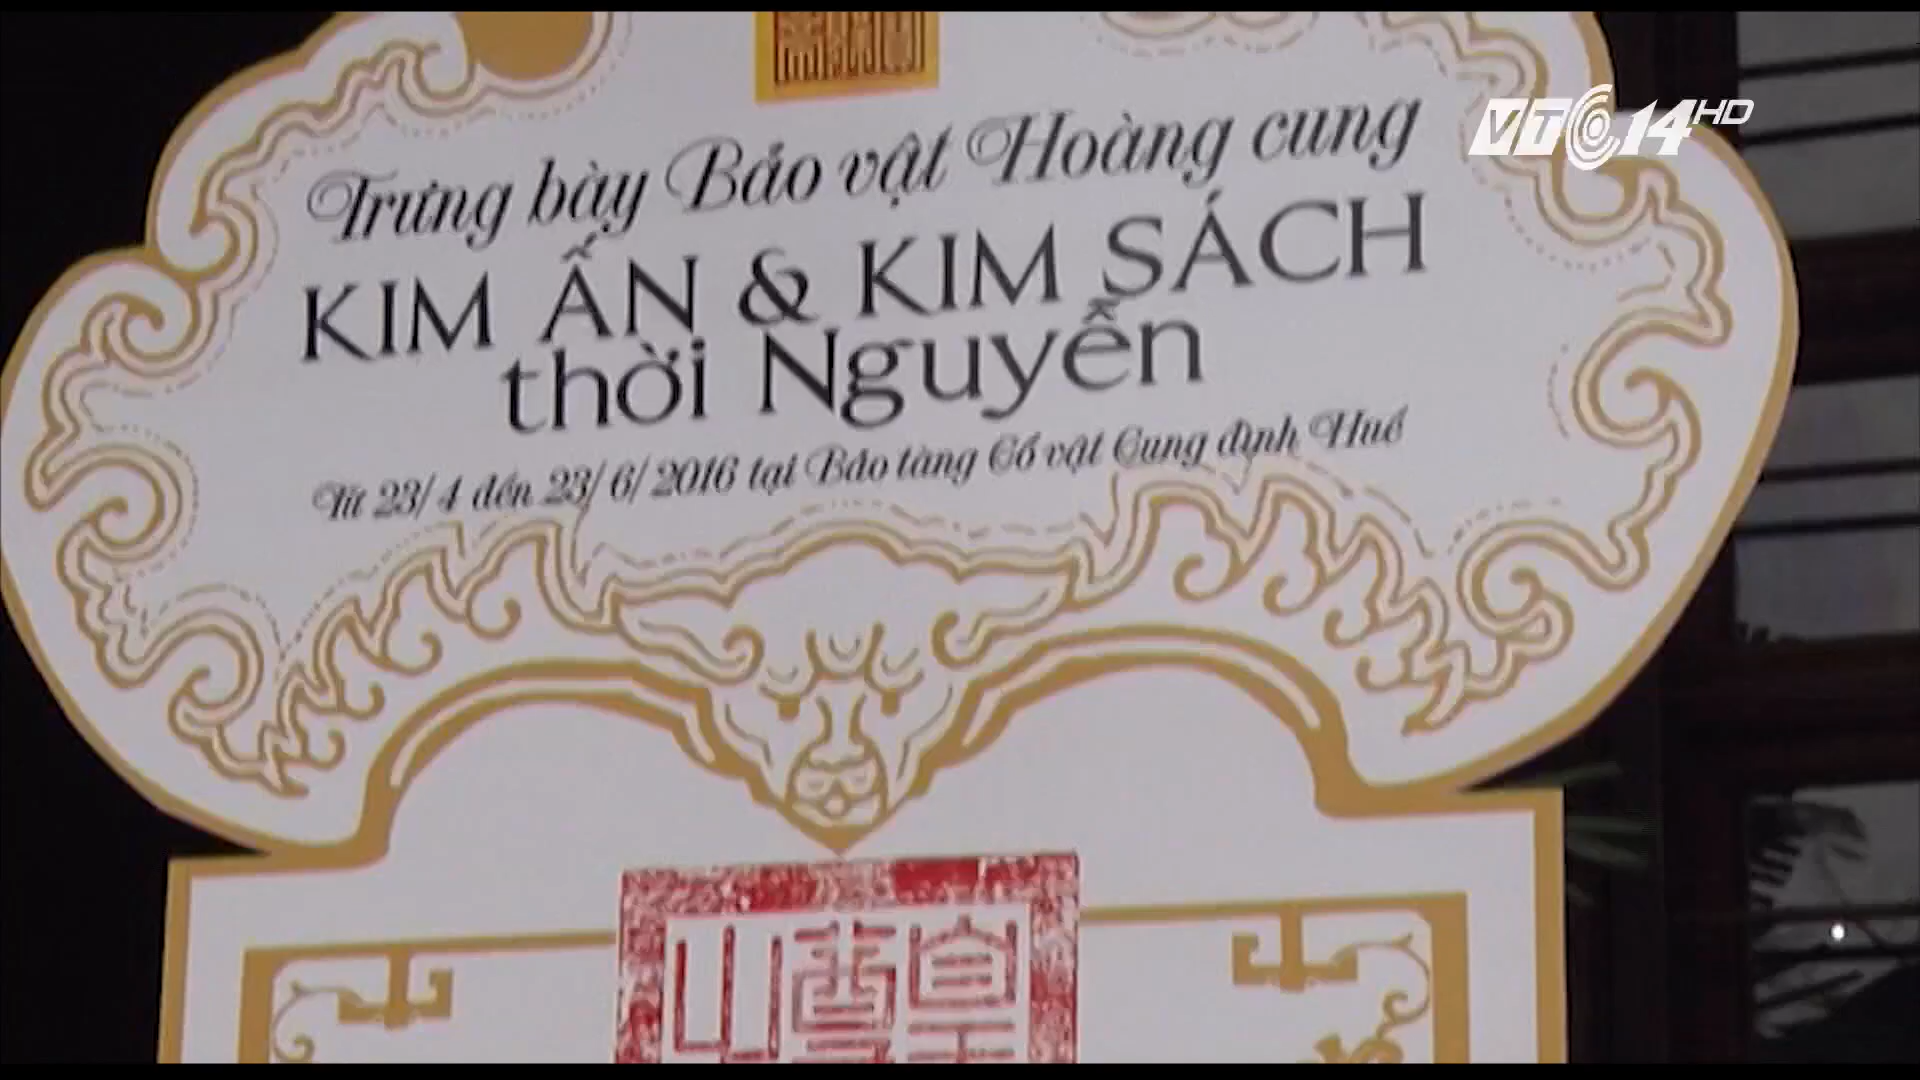 VTC14 HD
Trưng bày Bảo vật Hoàng cung
KIM ẤN & KIM SÁCH
thời Nguyễn
Từ 23/4 đến 23/6/2016 tại Bảo tàng Cổ vật Cung đình Huế